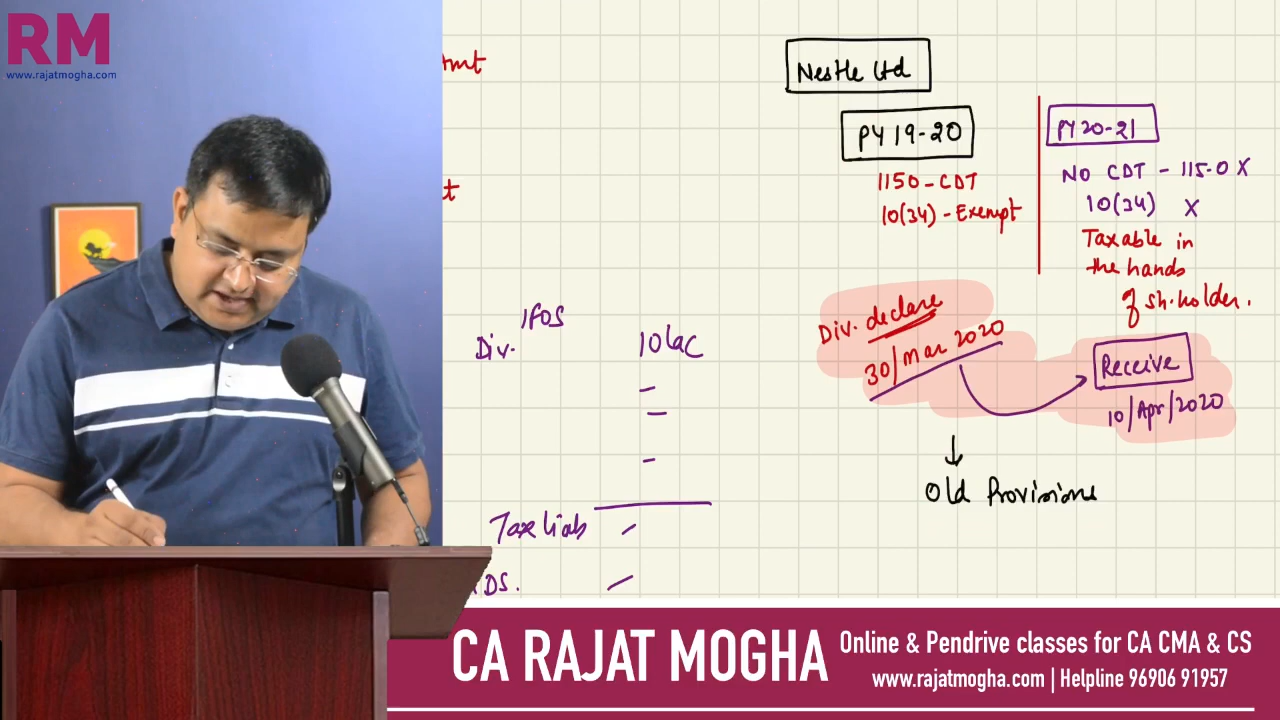 RM
www.rajatmogha.com
Amt
t
Nestle Ltd
PY 19-20
1150 - CDT
10(34) - Exempt
PY 20-21
No CDT - 115-0 X
10(34) X
Taxable in
the hands
of sh. holder.
IFOS
Div. 10 Lac
Div. declare
30/Mar 2020
Receive
10/Apr/2020
Old Provisions
Tax liab
DS.
CA RAJAT MOGHA
Online & Pendrive classes for CA CMA & CS
www.rajatmogha.com | Helpline 96906 91957